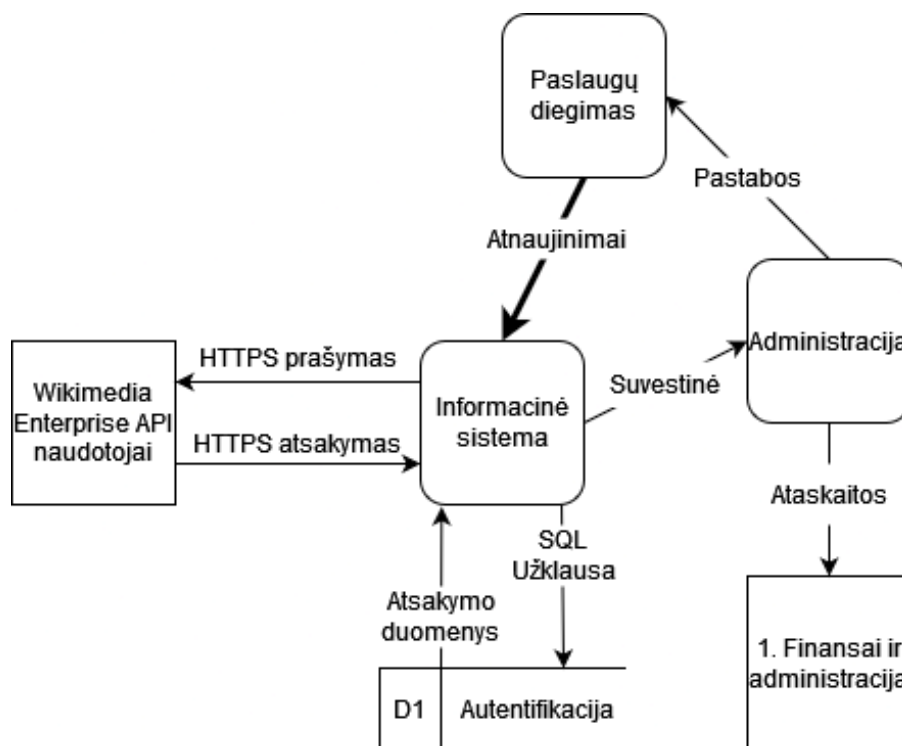 Paslaugų
diegimas
Pastabos
Atnaujinimai
HTTPS prašymas
Wikimedia
Enterprise API
naudotojai
HTTPS atsakymas
Informacinė
sistema
Suvestinė
Administracija
Ataskaitos
SQL
Užklausa
Atsakymo
duomenys
D1
Autentifikacija
1. Finansai ir
administracija